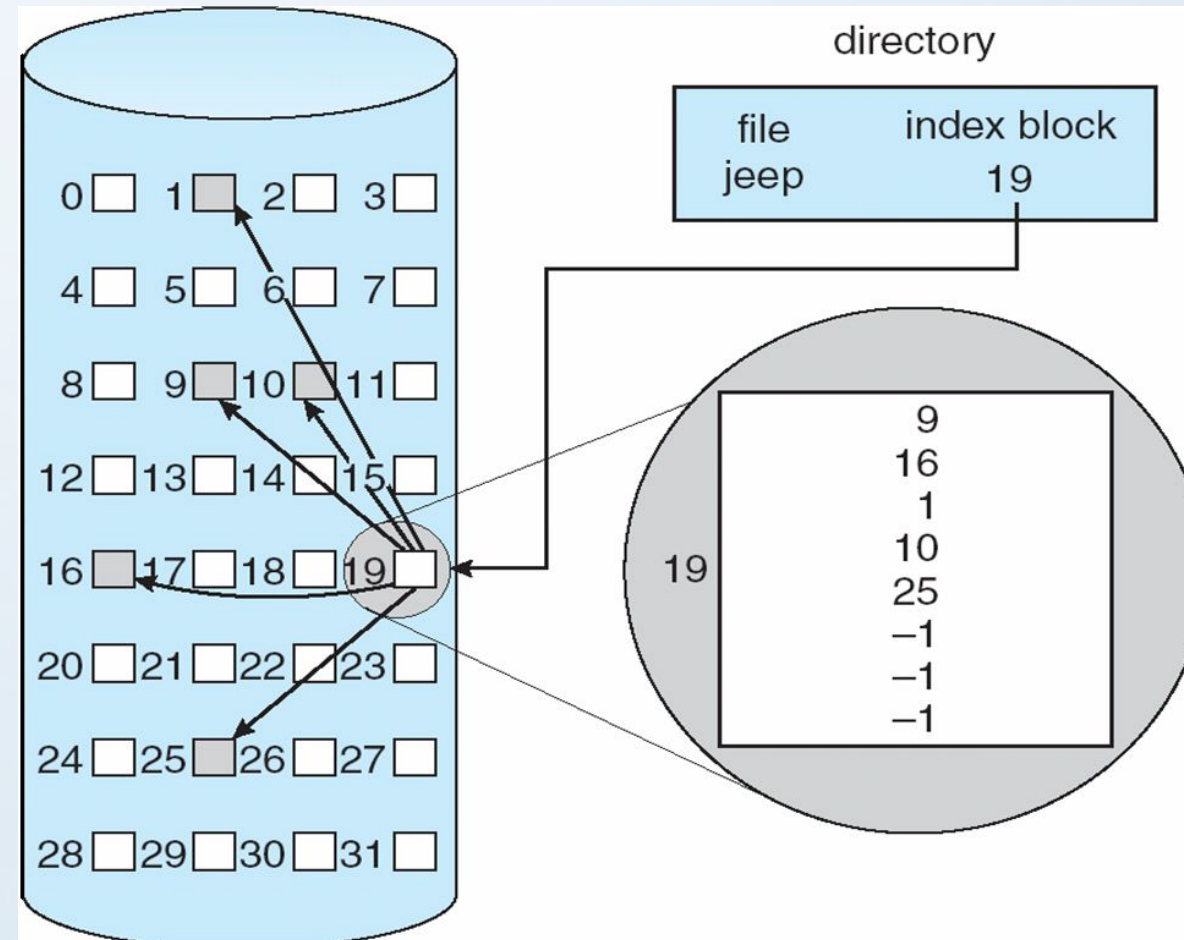 directory
file index block
jeep 19
0 1 2 3
4 5 6 7
8 9 10 11
12 13 14 15
16 17 18 19
20 21 22 23
24 25 26 27
28 29 30 31
19
9
16
1
10
25
–1
–1
–1